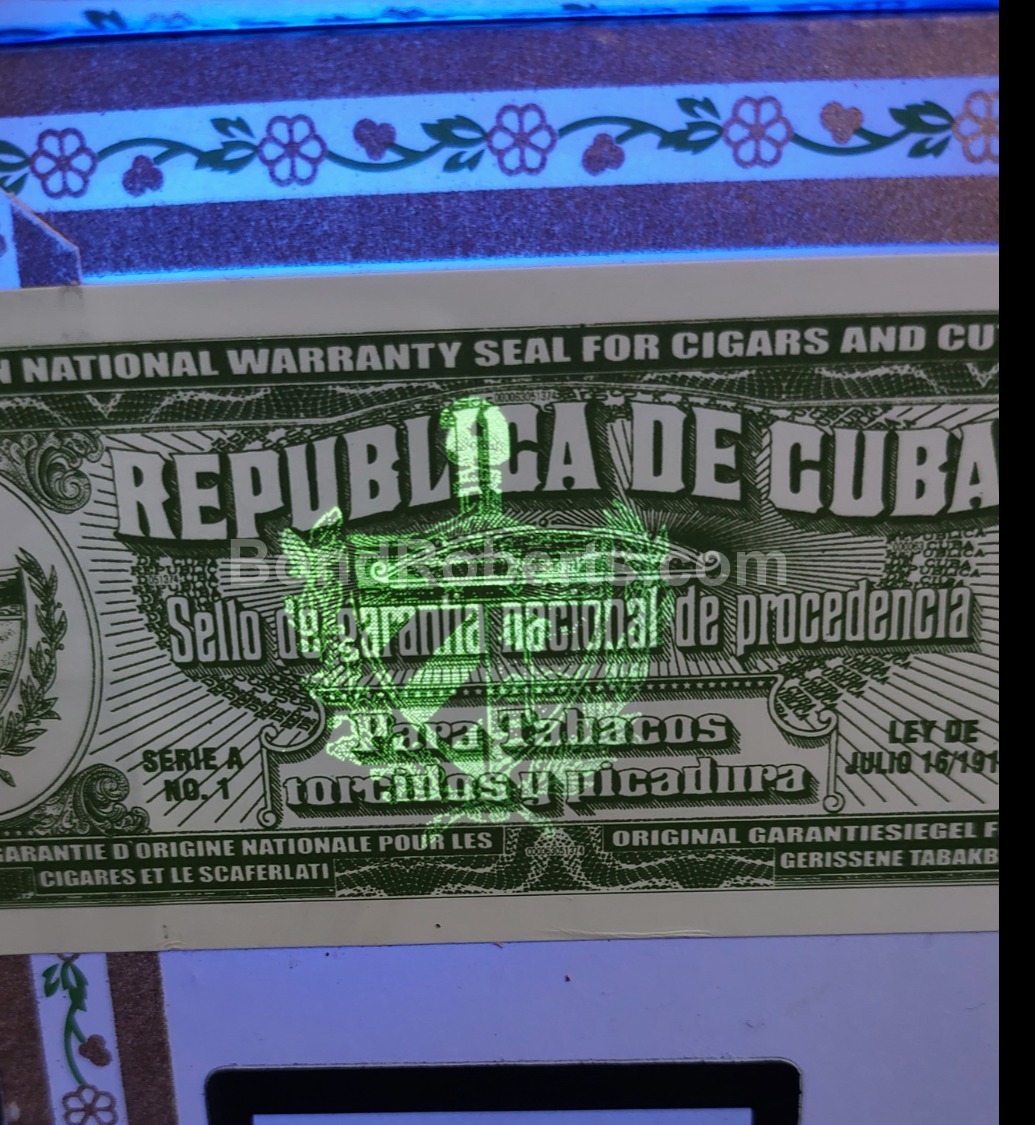 NATIONAL WARRANTY SEAL FOR CIGARS AND CU
000063051374
REPUBLICA DE CUBA
BondRoberts.com
Sello de garantia nacional de procedencia
Para Tabacos
torcidos y picadura
SERIE A
NO. 1
LEY DE
JULIO 16/191
GARANTIE D'ORIGINE NATIONALE POUR LES
CIGARES ET LE SCAFERLATI
000063051374
ORIGINAL GARANTIESIEGEL F
GERISSENE TABAKB